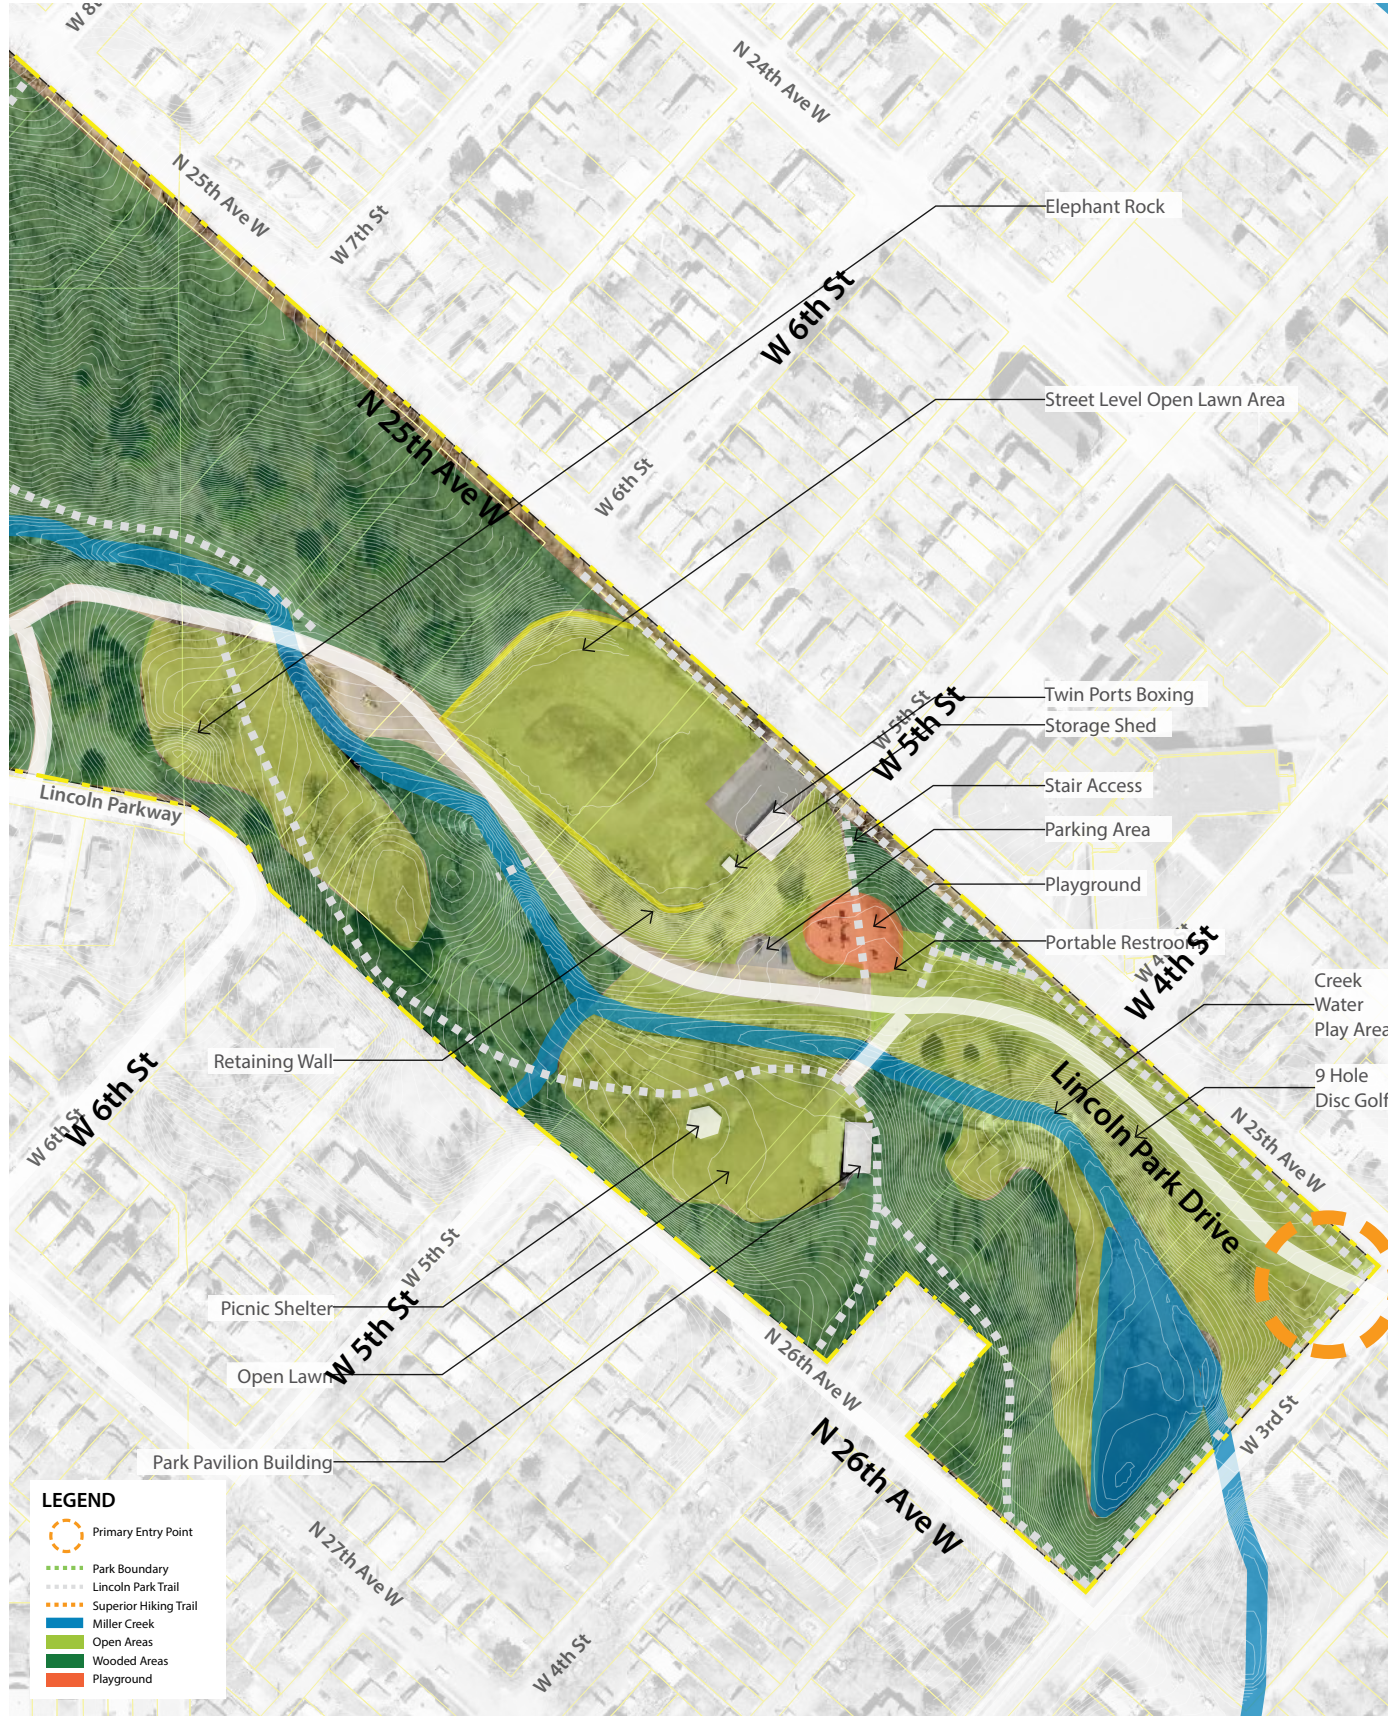 W 8
N 24th Ave W
N 25th Ave W
W 7th St
Elephant Rock
W 6th St
Street Level Open Lawn Area
N 25th Ave W
W 6th St
W 5th St
W 5th St
Twin Ports Boxing
Storage Shed
Stair Access
Lincoln Parkway
Parking Area
Playground
Portable Restroom
W 4th St
W 4th St
Creek
Water
Play Area
Retaining Wall
9 Hole
Disc Golf
Lincoln Park Drive
W 6th St
W 6th St
N 25th Ave W
W 5th St
Picnic Shelter
W 5th St
Open Lawn
N 26th Ave W
W 3rd St
Park Pavilion Building
N 26th Ave W
N 27th Ave W
W 4th St
LEGEND
Primary Entry Point
Park Boundary
Lincoln Park Trail
Superior Hiking Trail
Miller Creek
Open Areas
Wooded Areas
Playground